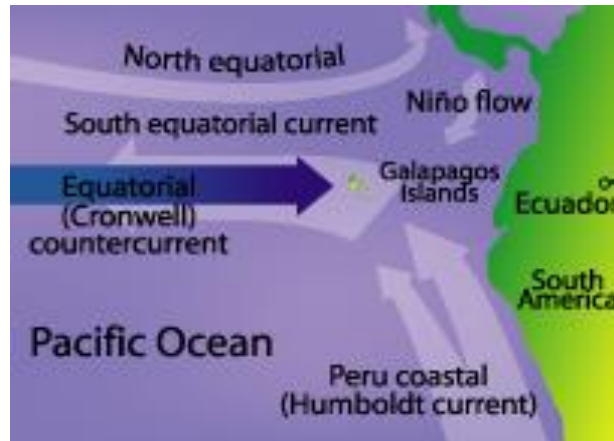 North equatorial
Niño flow
South equatorial current
Galapagos
Islands
Equatorial
(Cronwell)
countercurrent
Ecuador
South
America
Pacific Ocean
Peru coastal
(Humboldt current)